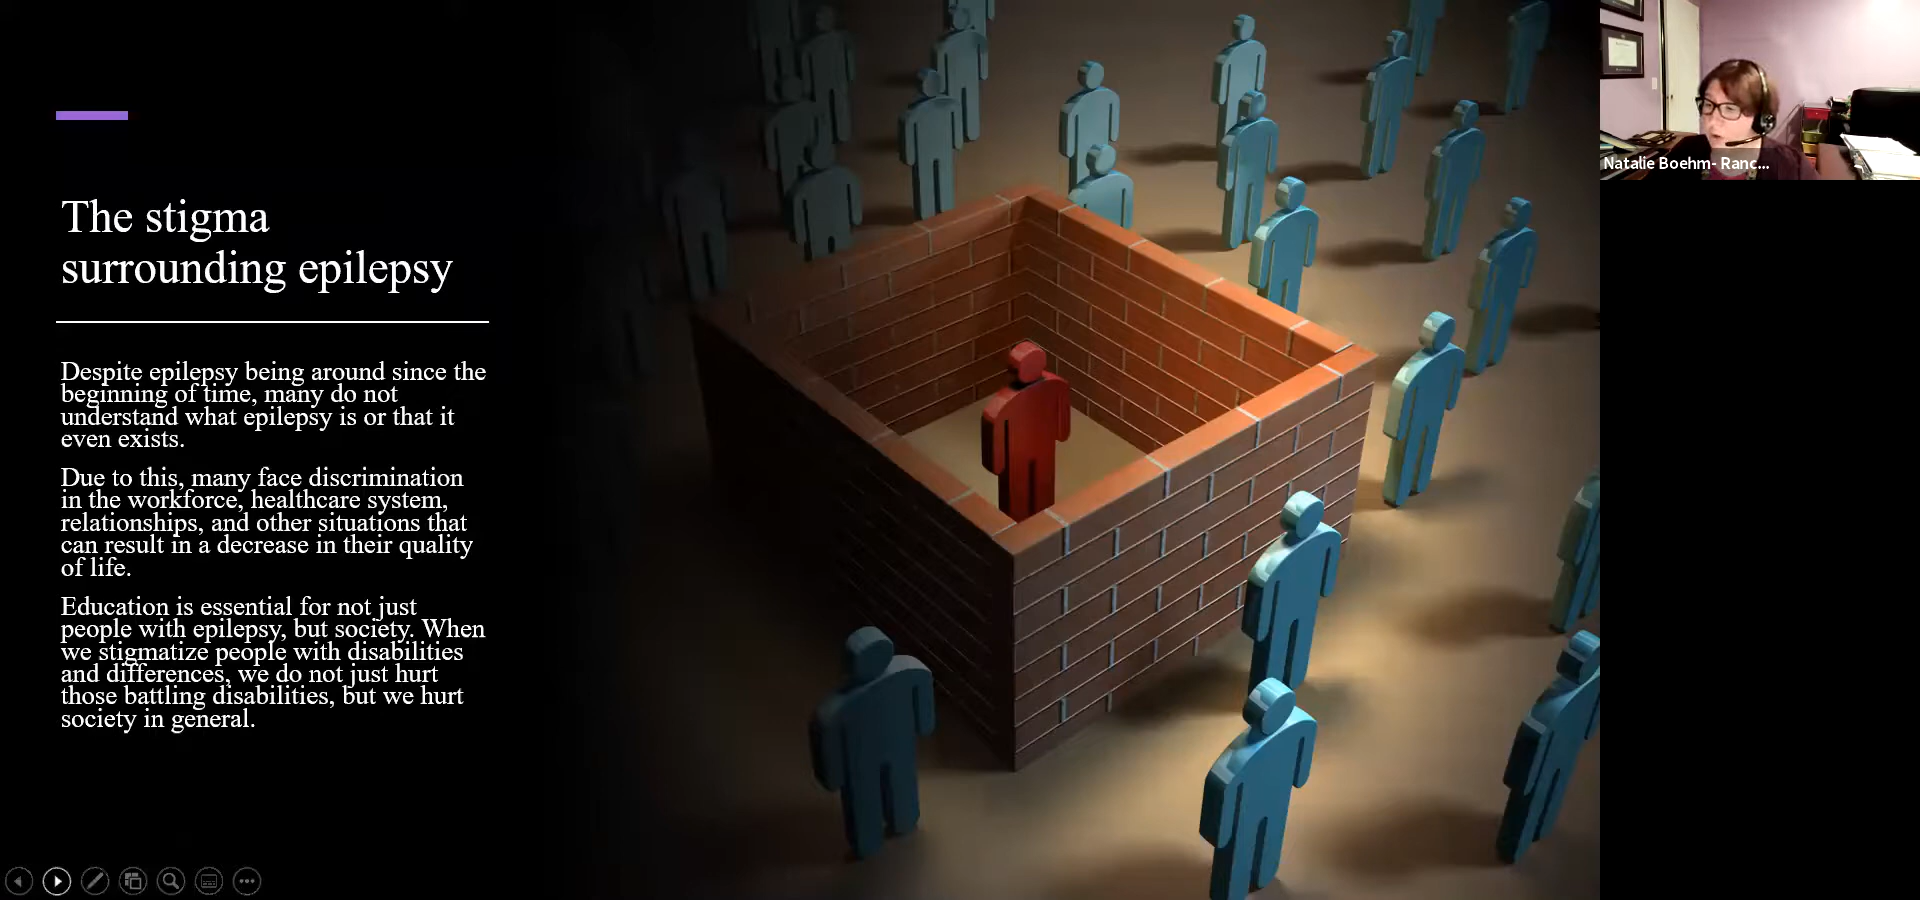 The stigma
surrounding epilepsy
Despite epilepsy being around since the
beginning of time, many do not
understand what epilepsy is or that it
even exists.
Due to this, many face discrimination
in the workforce, healthcare system,
relationships, and other situations that
can result in a decrease in their quality
of life.
Education is essential for not just
people with epilepsy, but society. When
we stigmatize people with disabilities
and differences, we do not just hurt
those battling disabilities, but we hurt
society in general.
Natalie Boehm- Ranc...